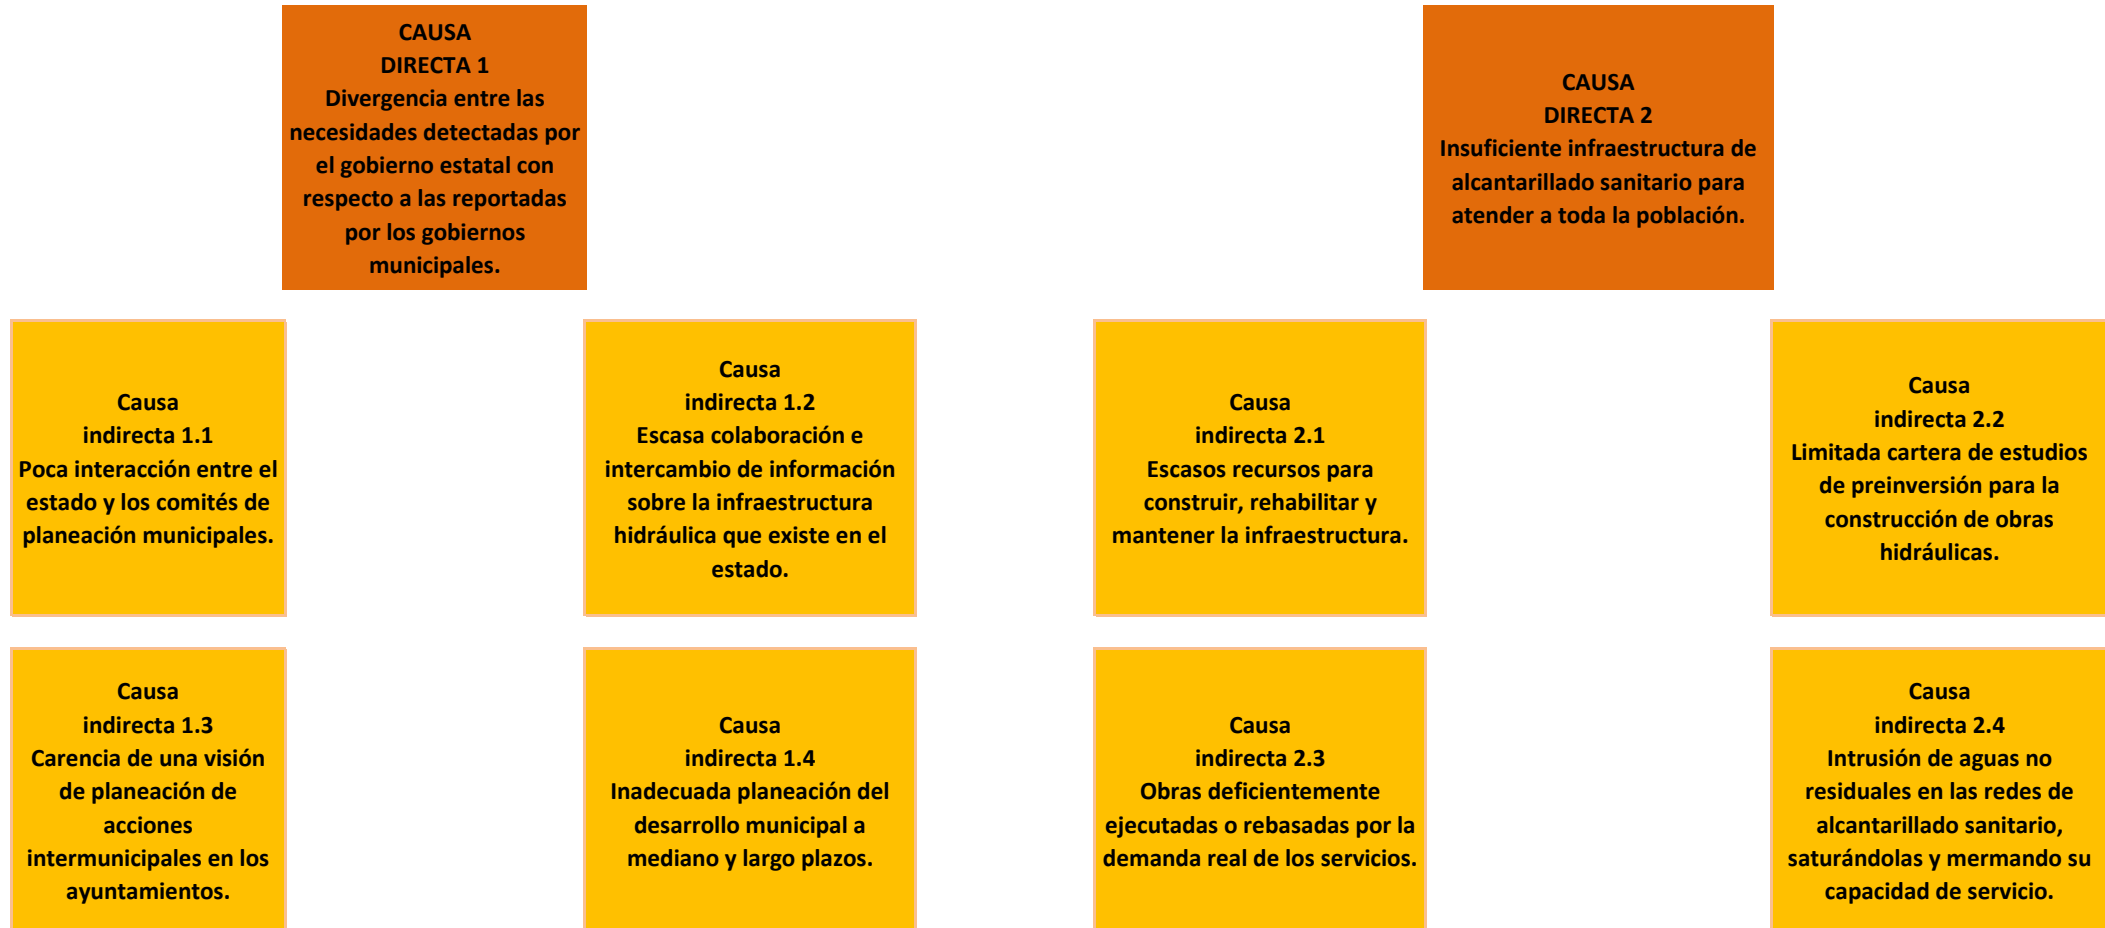 CAUSA
DIRECTA 1
Divergencia entre las
necesidades detectadas por
el gobierno estatal con
respecto a las reportadas
por los gobiernos
municipales.
CAUSA
DIRECTA 2
Insuficiente infraestructura de
alcantarillado sanitario para
atender a toda la población.
Causa
indirecta 1.1
Poca interacción entre el
estado y los comités de
planeación municipales.
Causa
indirecta 1.2
Escasa colaboración e
intercambio de información
sobre la infraestructura
hidráulica que existe en el
estado.
Causa
indirecta 2.1
Escasos recursos para
construir, rehabilitar y
mantener la infraestructura.
Causa
indirecta 2.2
Limitada cartera de estudios
de preinversión para la
construcción de obras
hidráulicas.
Causa
indirecta 1.3
Carencia de una visión
de planeación de
acciones
intermunicipales en los
ayuntamientos.
Causa
indirecta 1.4
Inadecuada planeación del
desarrollo municipal a
mediano y largo plazos.
Causa
indirecta 2.3
Obras deficientemente
ejecutadas o rebasadas por la
demanda real de los servicios.
Causa
indirecta 2.4
Intrusión de aguas no
residuales en las redes de
alcantarillado sanitario,
saturándolas y mermando su
capacidad de servicio.